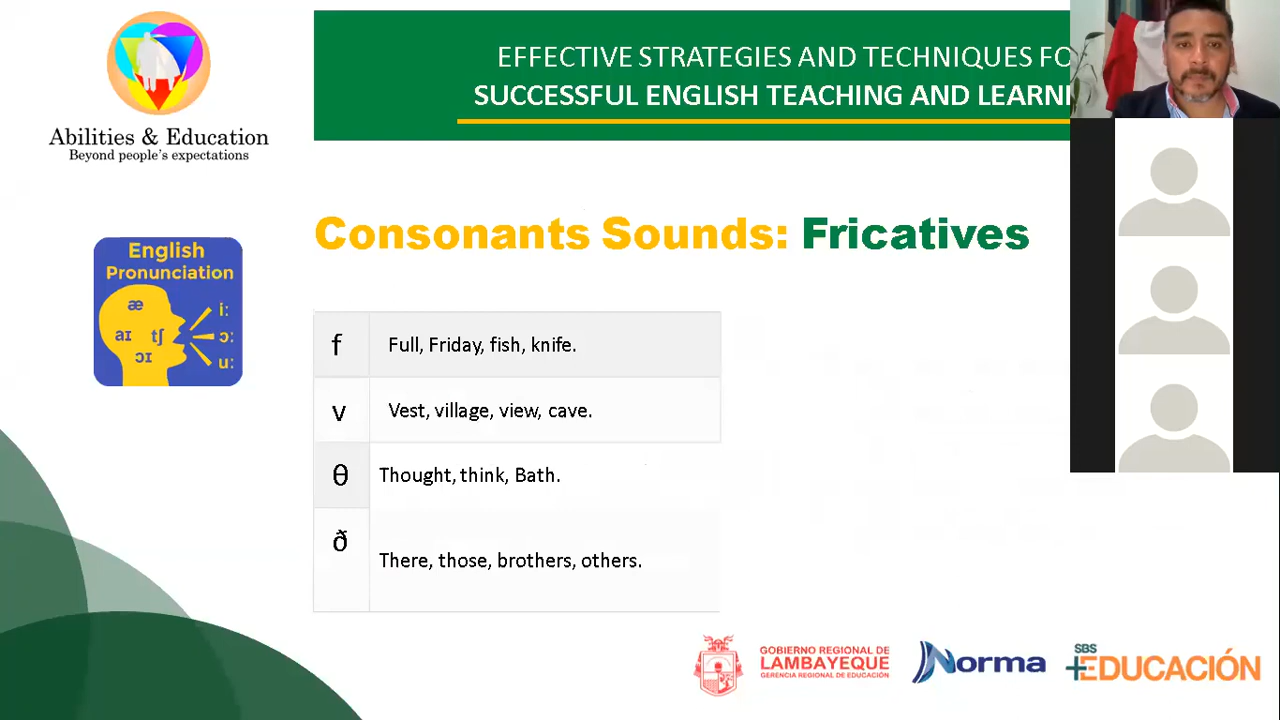 Abilities & Education
Beyond people's expectations
EFFECTIVE STRATEGIES AND TECHNIQUES FO
SUCCESSFUL ENGLISH TEACHING AND LEARNI
Consonants Sounds: Fricatives
English
Pronunciation
æ
aɪ tʃ
ɔɪ
i:
ɔ:
u:
f Full, Friday, fish, knife.
v Vest, village, view, cave.
θ Thought, think, Bath.
ð There, those, brothers, others.
GOBIERNO REGIONAL DE
LAMBAYEQUE
GERENCIA REGIONAL DE EDUCACIÓN
Norma
SBS
EDUCACIÓN